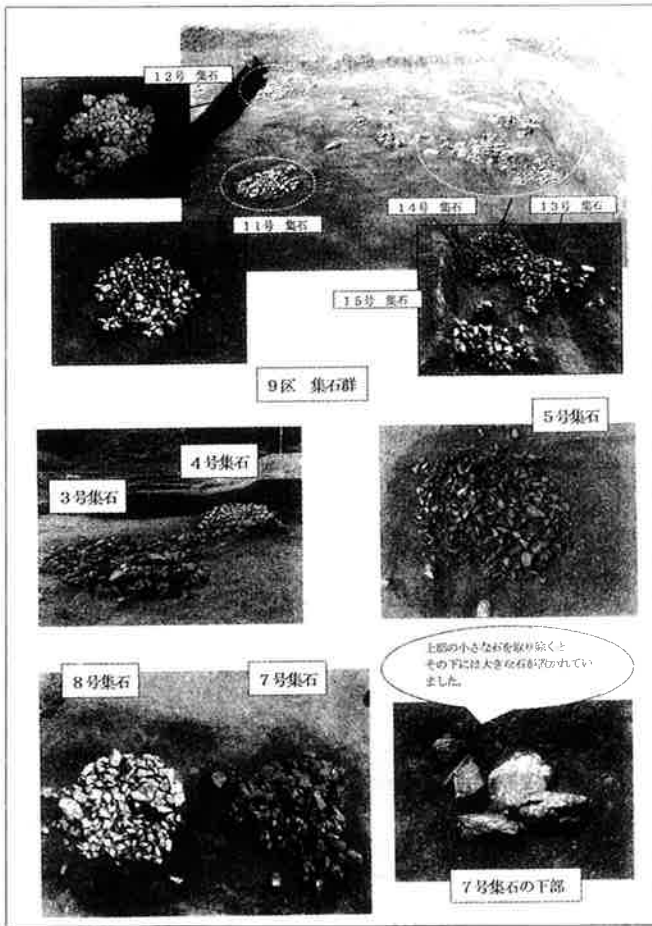 12号 集石
11号 集石
14号 集石
13号 集石
15号 集石
9区 集石群
5号集石
4号集石
3号集石
上部の小さな石を取り除くと
その下には大きな石が置かれてい
ました。
8号集石
7号集石
7号集石の下部